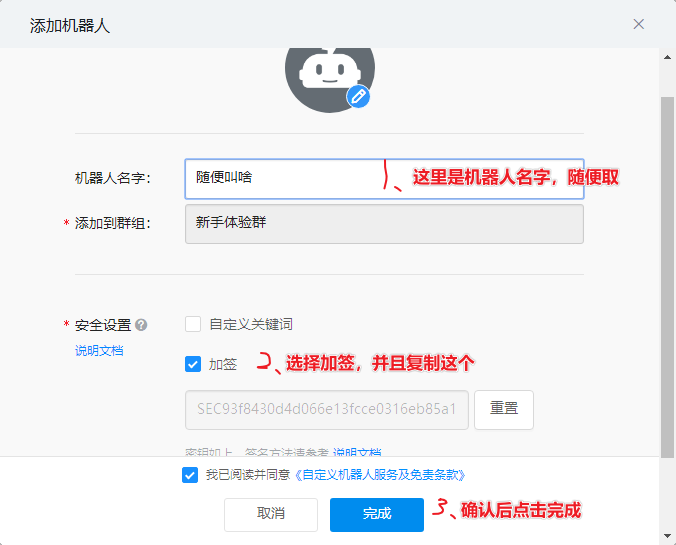 添加机器人
机器人名字：
随便叫啥
1、这里是机器人名字，随便取
* 添加到群组：
新手体验群
* 安全设置 ?
自定义关键词
说明文档
加签
2、选择加签，并且复制这个
SEC93f8430d4d066e13fcce0316eb85a1
重置
密钥如上，签名方法请参考 说明文档
我已阅读并同意《自定义机器人服务及免责条款》
取消
完成
3、确认后点击完成